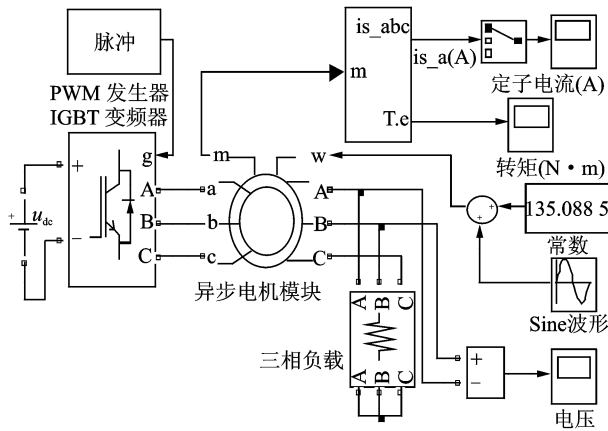 脉冲
PWM 发生器
IGBT 变频器
g
+
−
A
B
C
+
u_dc
m
a
b
c
w
A
B
C
异步电机模块
is_abc
m
T.e
is_a(A)
定子电流(A)
转矩(N·m)
+
+
135.088 5
常数
Sine波形
A B C
三相负载
A B C
+
−
电压